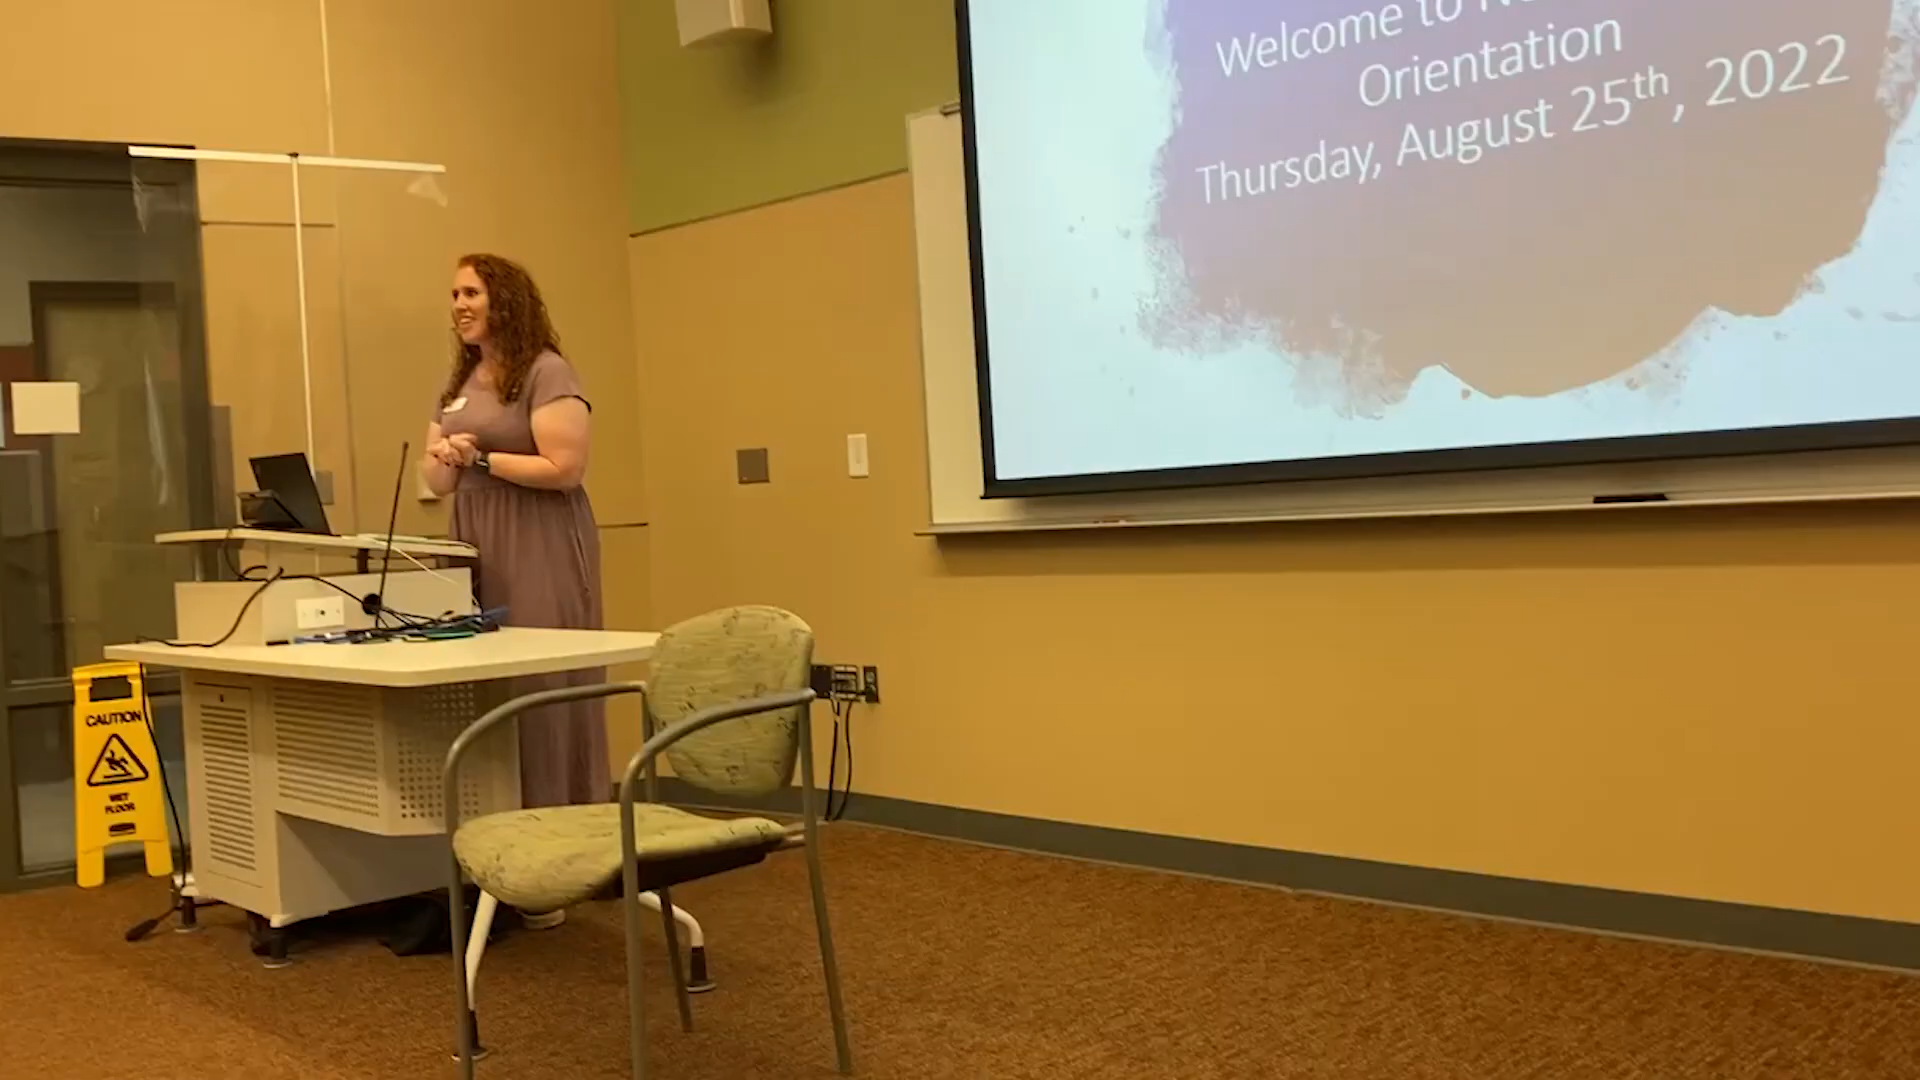 Welcome to
Orientation
Thursday, August 25th, 2022
CAUTION
WET
FLOOR